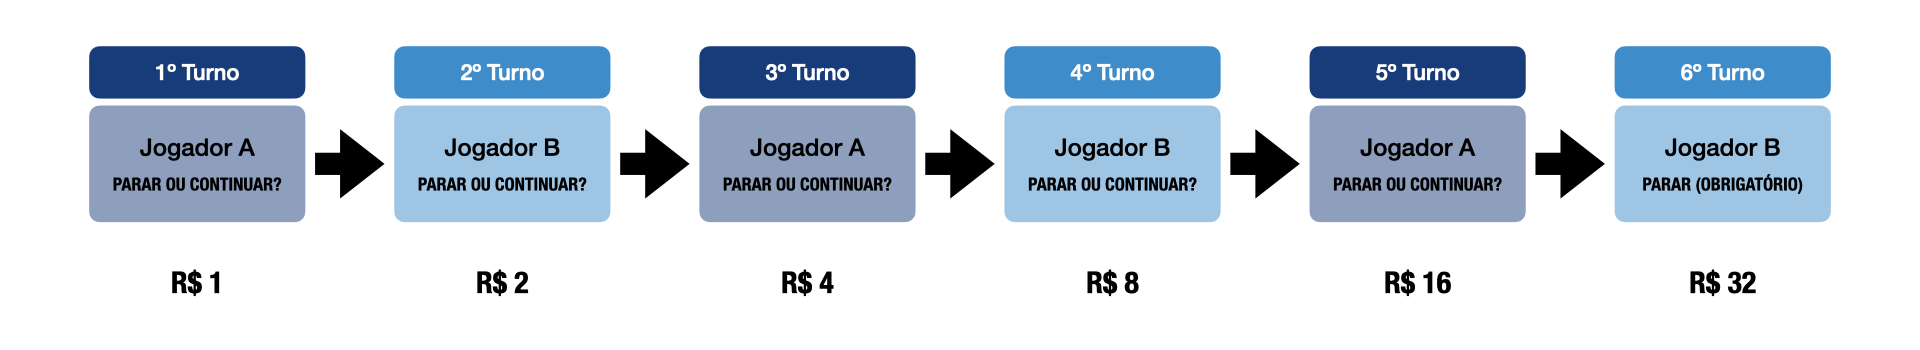 1º Turno
Jogador A
PARAR OU CONTINUAR?
R$ 1
2º Turno
Jogador B
PARAR OU CONTINUAR?
R$ 2
3º Turno
Jogador A
PARAR OU CONTINUAR?
R$ 4
4º Turno
Jogador B
PARAR OU CONTINUAR?
R$ 8
5º Turno
Jogador A
PARAR OU CONTINUAR?
R$ 16
6º Turno
Jogador B
PARAR (OBRIGATÓRIO)
R$ 32